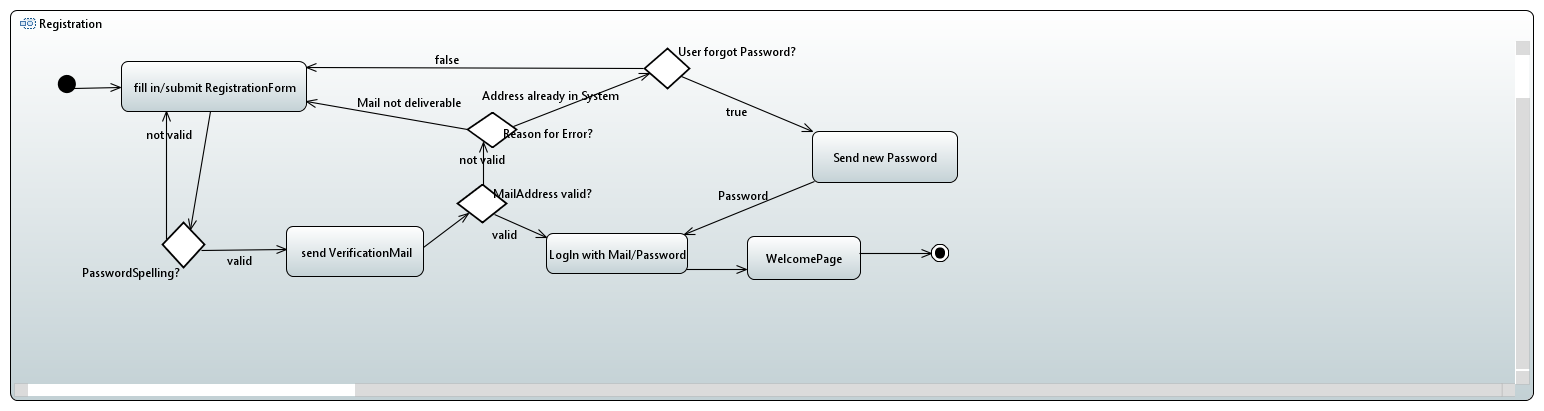 Registration
User forgot Password?
false
fill in/submit RegistrationForm
Address already in System
Mail not deliverable
true
not valid
Reason for Error?
Send new Password
not valid
MailAddress valid?
Password
valid
send VerificationMail
LogIn with Mail/Password
WelcomePage
valid
PasswordSpelling?